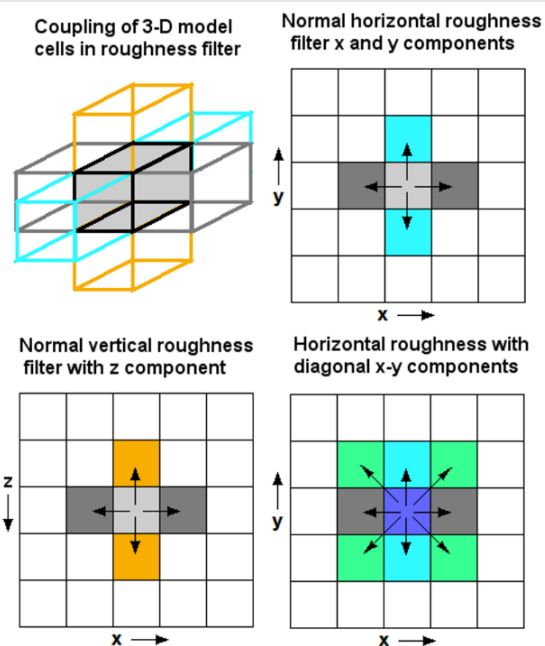 Coupling of 3-D model
cells in roughness filter
Normal horizontal roughness
filter x and y components
y
x
Normal vertical roughness
filter with z component
z
x
Horizontal roughness with
diagonal x-y components
y
x